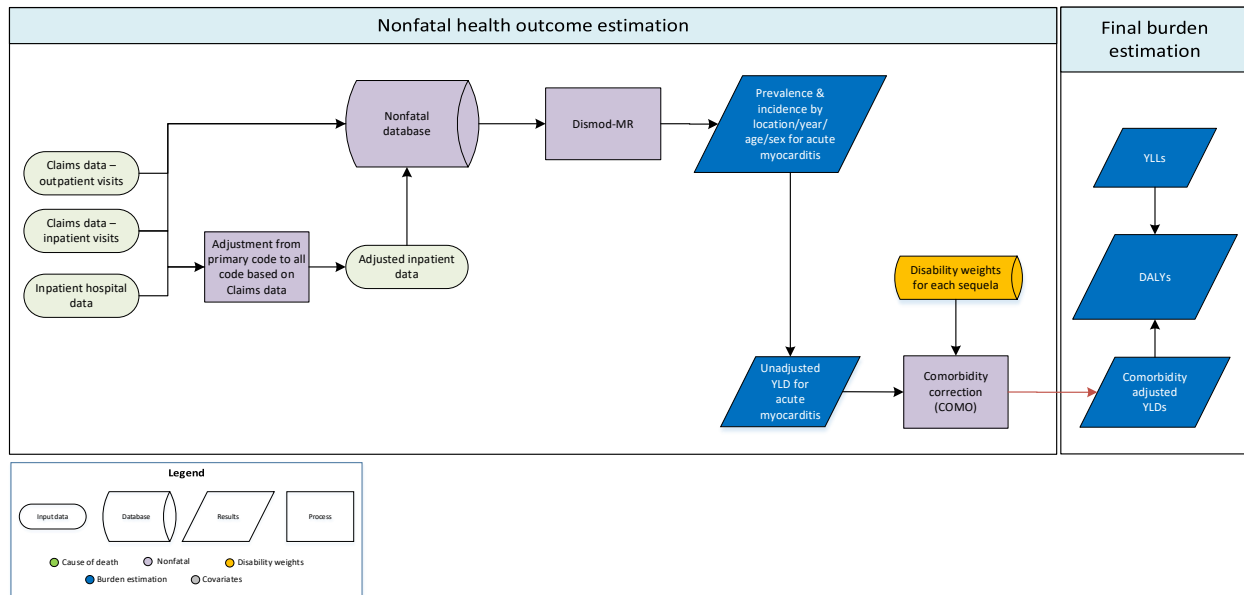 Nonfatal health outcome estimation
Final burden
estimation
Claims data –
outpatient visits
Claims data –
inpatient visits
Inpatient hospital
data
Adjustment from
primary code to all
code based on
Claims data
Adjusted inpatient
data
Nonfatal
database
Dismod-MR
Prevalence &
incidence by
location/year/
age/sex for acute
myocarditis
Disability weights
for each sequela
Unadjusted
YLD for
acute
myocarditis
Comorbidity
correction
(COMO)
YLLs
DALYs
Comorbidity
adjusted
YLDs
Legend
Input data
Database
Results
Process
Cause of death
Nonfatal
Disability weights
Burden estimation
Covariates